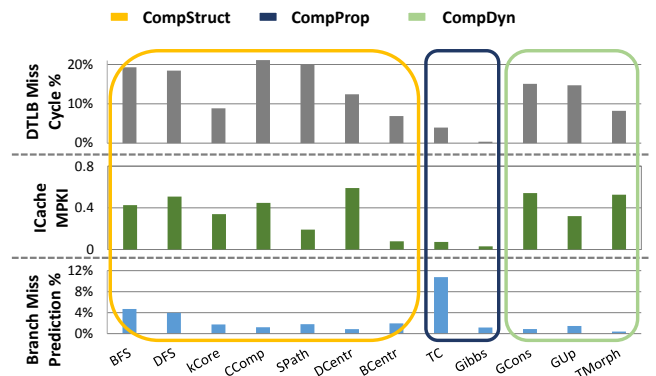 CompStruct CompProp CompDyn
DTLB Miss
Cycle %
20%
10%
0%
ICache
MPKI
0.8
0.4
0
Branch Miss
Prediction %
12%
8%
4%
0%
BFS DFS kCore CComp SPath DCentr BCentr TC Gibbs GCons GUp TMorph